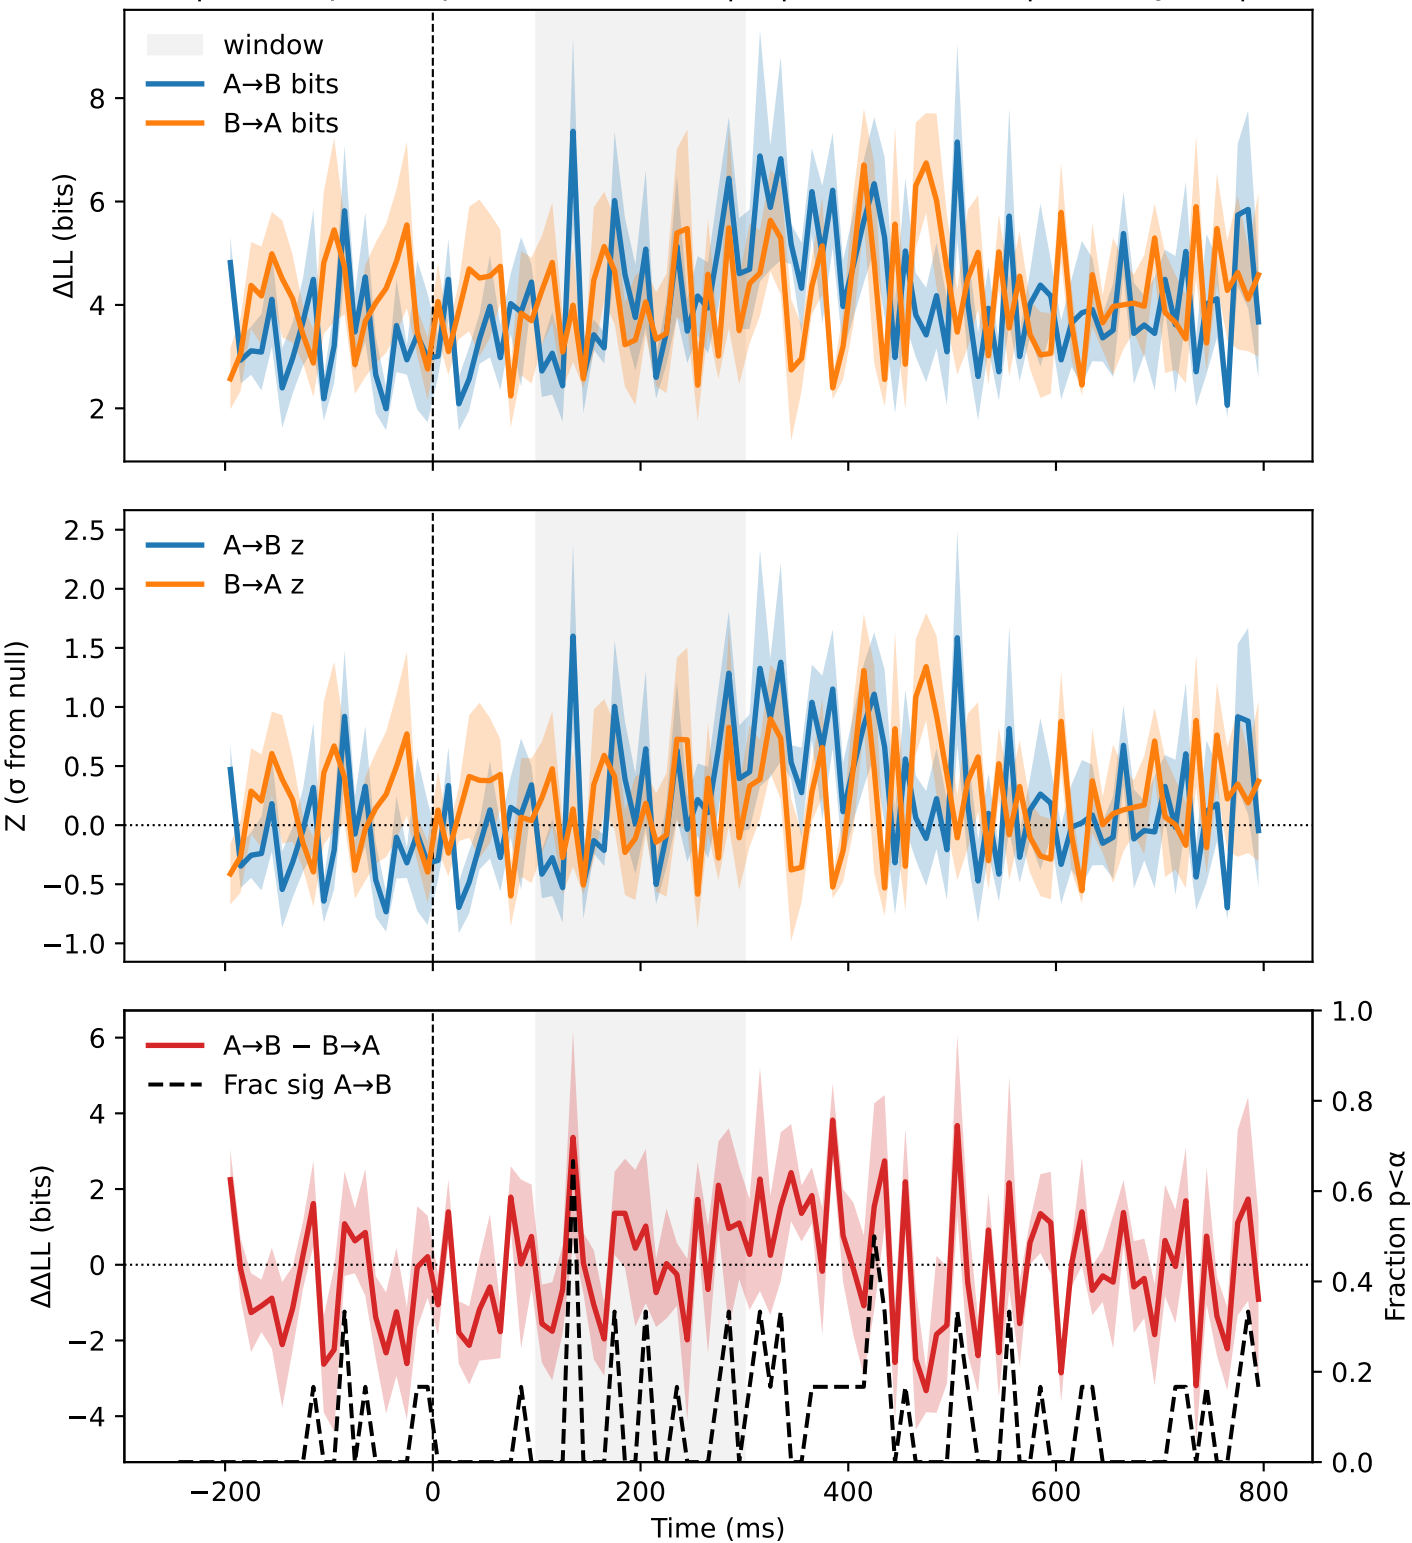 window
A→B bits
B→A bits
8
6
4
2
ΔLL (bits)
A→B z
B→A z
2.5
2.0
1.5
1.0
0.5
0.0
−0.5
−1.0
Z (σ from null)
A→B − B→A
Frac sig A→B
6
4
2
0
−2
−4
ΔΔLL (bits)
1.0
0.8
0.6
0.4
0.2
0.0
Fraction p<α
−200 0 200 400 600 800
Time (ms)